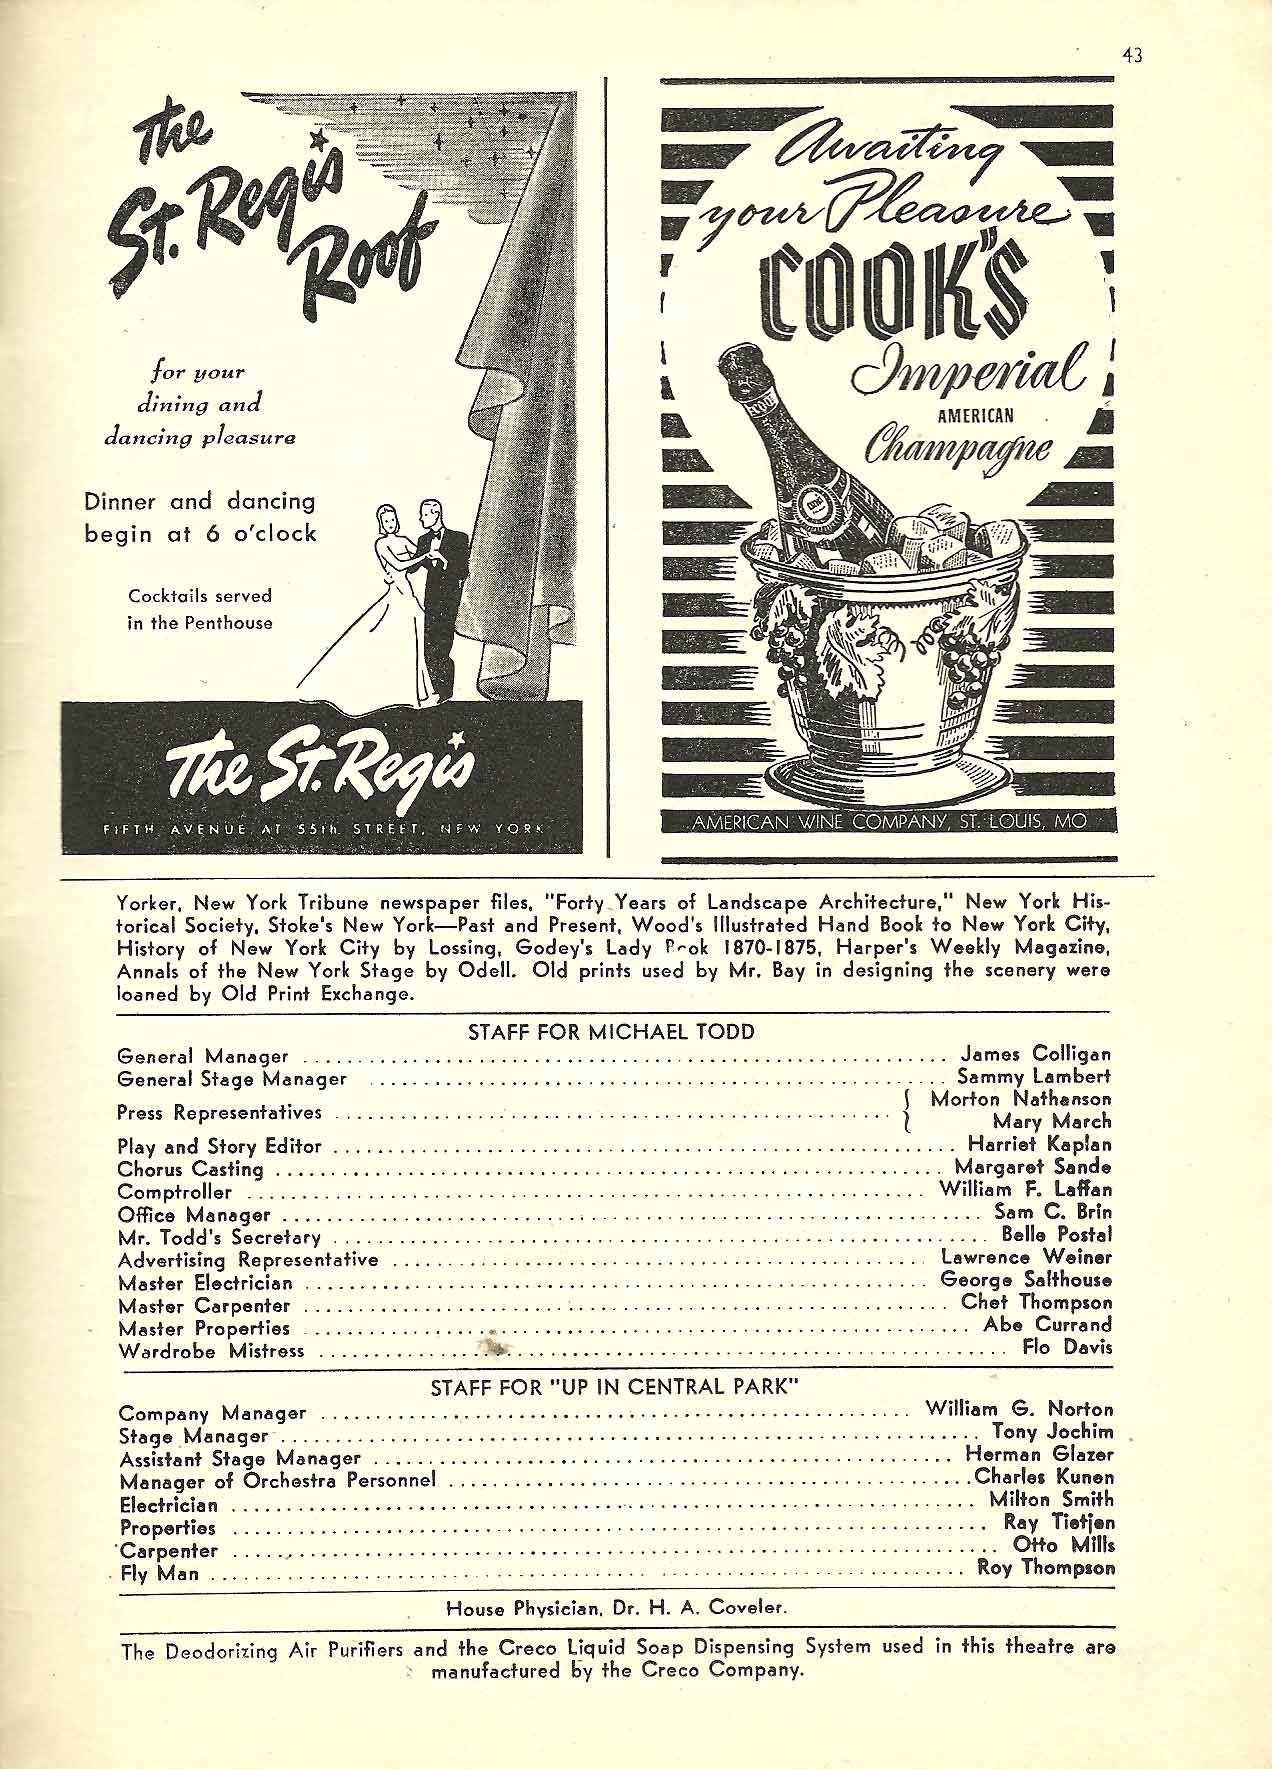 43
The
St. Regis
Roof
for your
dining and
dancing pleasure
Dinner and dancing
begin at 6 o'clock
Cocktails served
in the Penthouse
The St. Regis
FIFTH AVENUE AT 55th STREET, NEW YORK
Awaiting
your Pleasure
COOK'S
Imperial
AMERICAN
Champagne
AMERICAN WINE COMPANY, ST. LOUIS, MO
Yorker, New York Tribune newspaper files, "Forty Years of Landscape Architecture," New York His-
torical Society, Stoke's New York—Past and Present, Wood's Illustrated Hand Book to New York City,
History of New York City by Lossing, Godey's Lady Book 1870-1875, Harper's Weekly Magazine,
Annals of the New York Stage by Odell. Old prints used by Mr. Bay in designing the scenery were
loaned by Old Print Exchange.
STAFF FOR MICHAEL TODD
General Manager ........ James Colligan
General Stage Manager ........ Sammy Lambert
Press Representatives ........ { Morton Nathanson
Mary March
Play and Story Editor ........ Harriet Kaplan
Chorus Casting ........ Margaret Sande
Comptroller ........ William F. Laffan
Office Manager ........ Sam C. Brin
Mr. Todd's Secretary ........ Belle Postal
Advertising Representative ........ Lawrence Weiner
Master Electrician ........ George Salthouse
Master Carpenter ........ Chet Thompson
Master Properties ........ Abe Currand
Wardrobe Mistress ........ Flo Davis
STAFF FOR "UP IN CENTRAL PARK"
Company Manager ........ William G. Norton
Stage Manager ........ Tony Jochim
Assistant Stage Manager ........ Herman Glazer
Manager of Orchestra Personnel ........ Charles Kunen
Electrician ........ Milton Smith
Properties ........ Ray Tietjen
Carpenter ........ Otto Mills
Fly Man ........ Roy Thompson
House Physician, Dr. H. A. Coveler.
The Deodorizing Air Purifiers and the Creco Liquid Soap Dispensing System used in this theatre are
manufactured by the Creco Company.